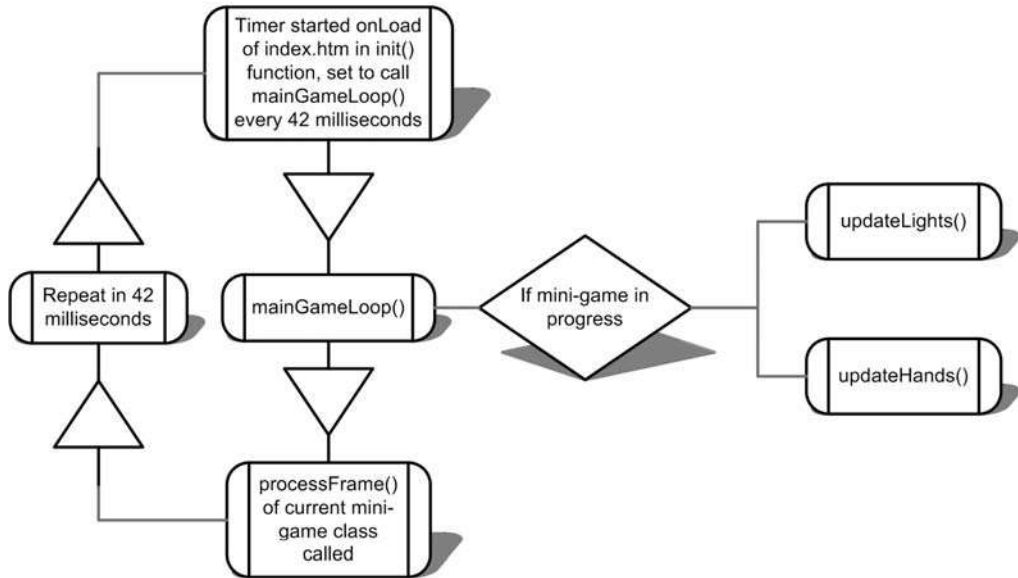 Timer started onLoad
of index.htm in init()
function, set to call
mainGameLoop()
every 42 milliseconds
mainGameLoop()
If mini-game in
progress
updateLights()
updateHands()
processFrame()
of current mini-
game class
called
Repeat in 42
milliseconds